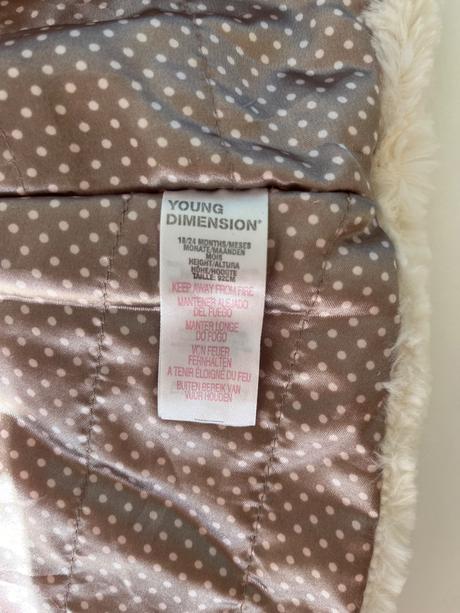 YOUNG
DIMENSION+
18/24 MONTHS/MESES
MONATE/MAANDEN
MOIS
HEIGHT/ALTURA
HÖHE/HOOGTE
TAILLE: 92CM
KEEP AWAY FROM FIRE
MANTENER ALEJADO
DEL FUEGO
MANTER LONGE
DO FOGO
VON FEUER
FERNHALTEN
A TENIR ÉLOIGNÉ DU FEU
BUITEN BEREIK VAN
VUUR HOUDEN